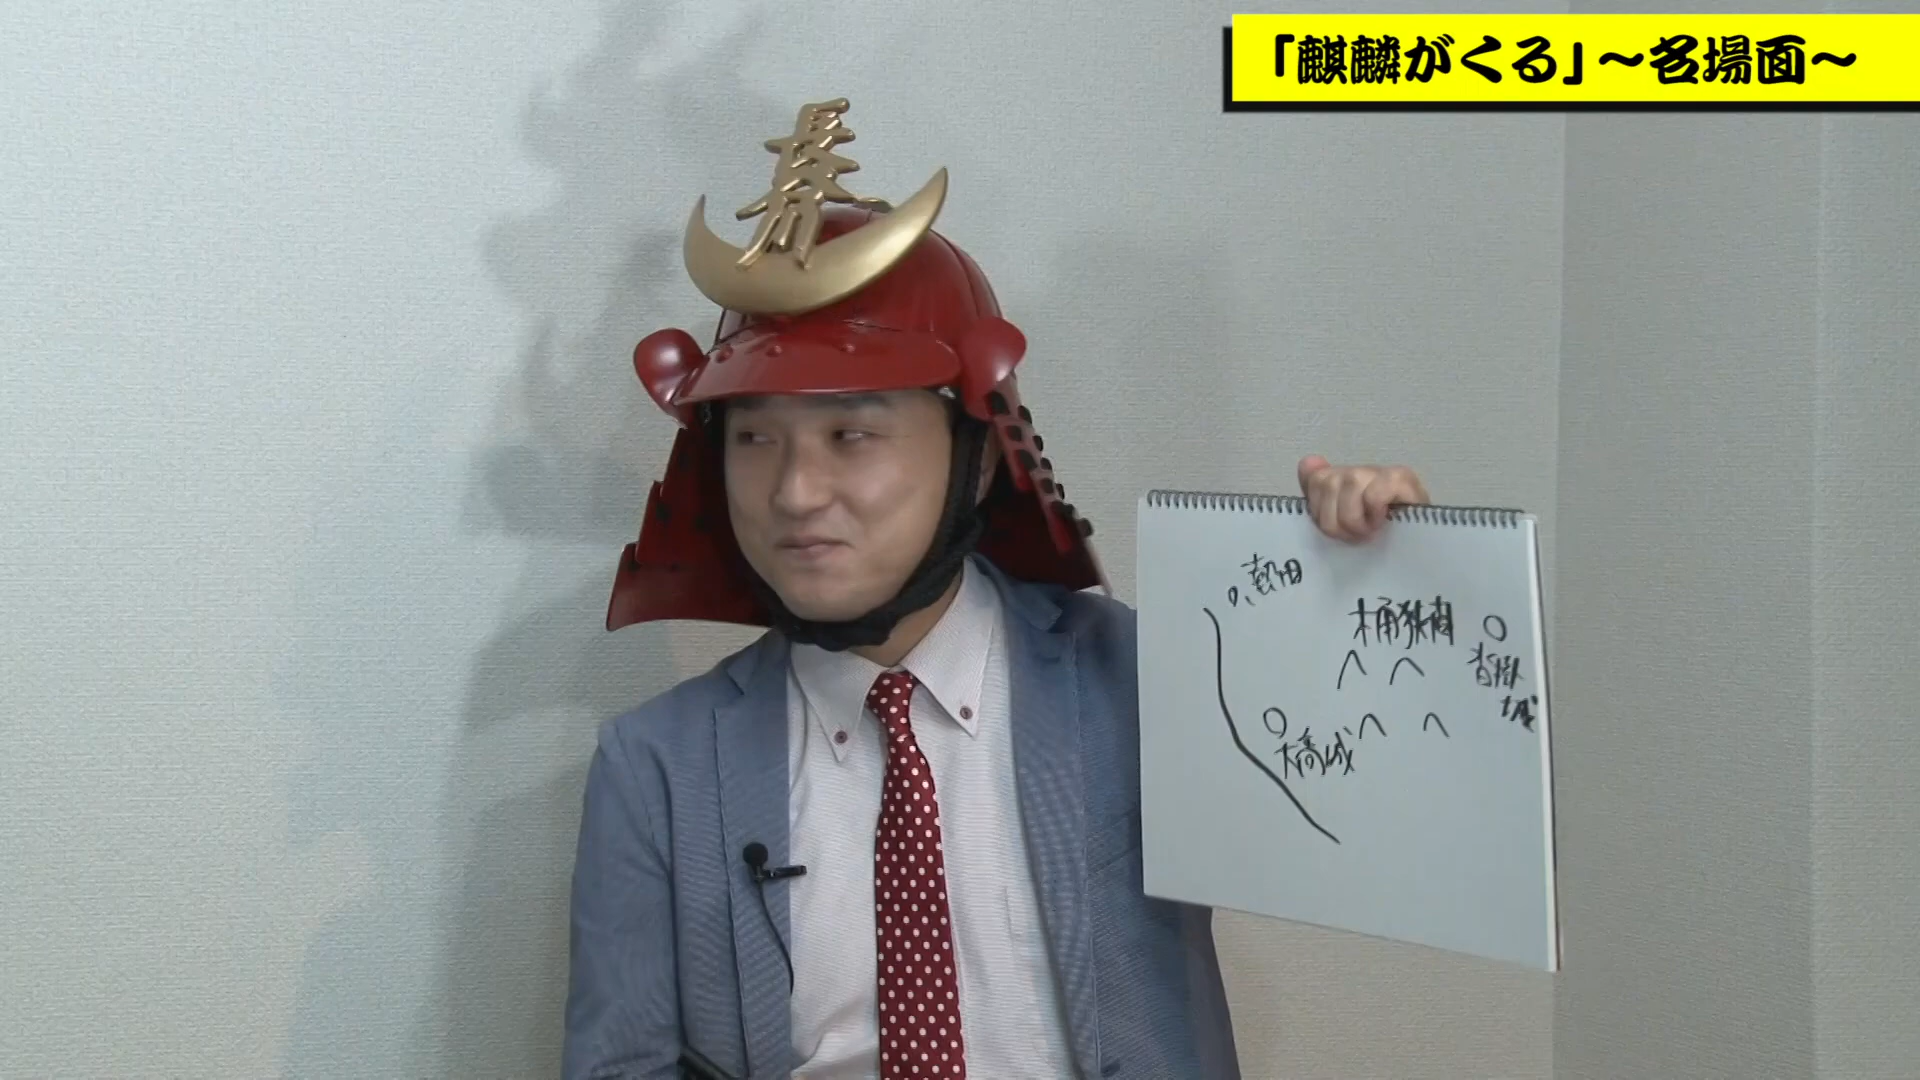 「麒麟がくる」～名場面～
長川
熱田
桶狭間
沓掛
城
大高城